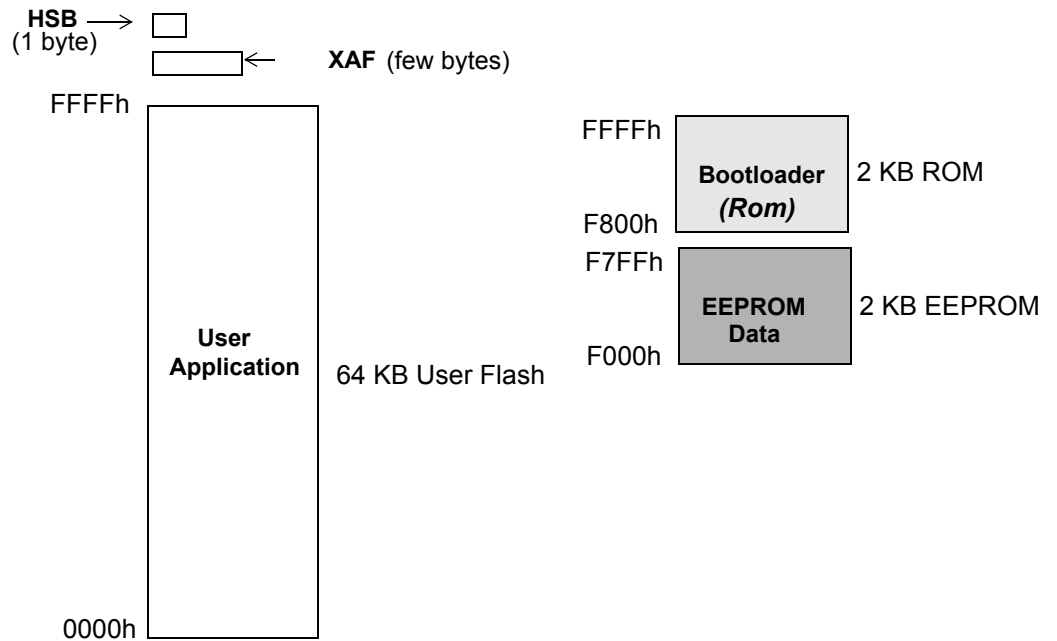 HSB
(1 byte)
XAF (few bytes)
FFFFh
User
Application
64 KB User Flash
0000h
FFFFh
Bootloader
(Rom)
2 KB ROM
F800h
F7FFh
EEPROM
Data
2 KB EEPROM
F000h